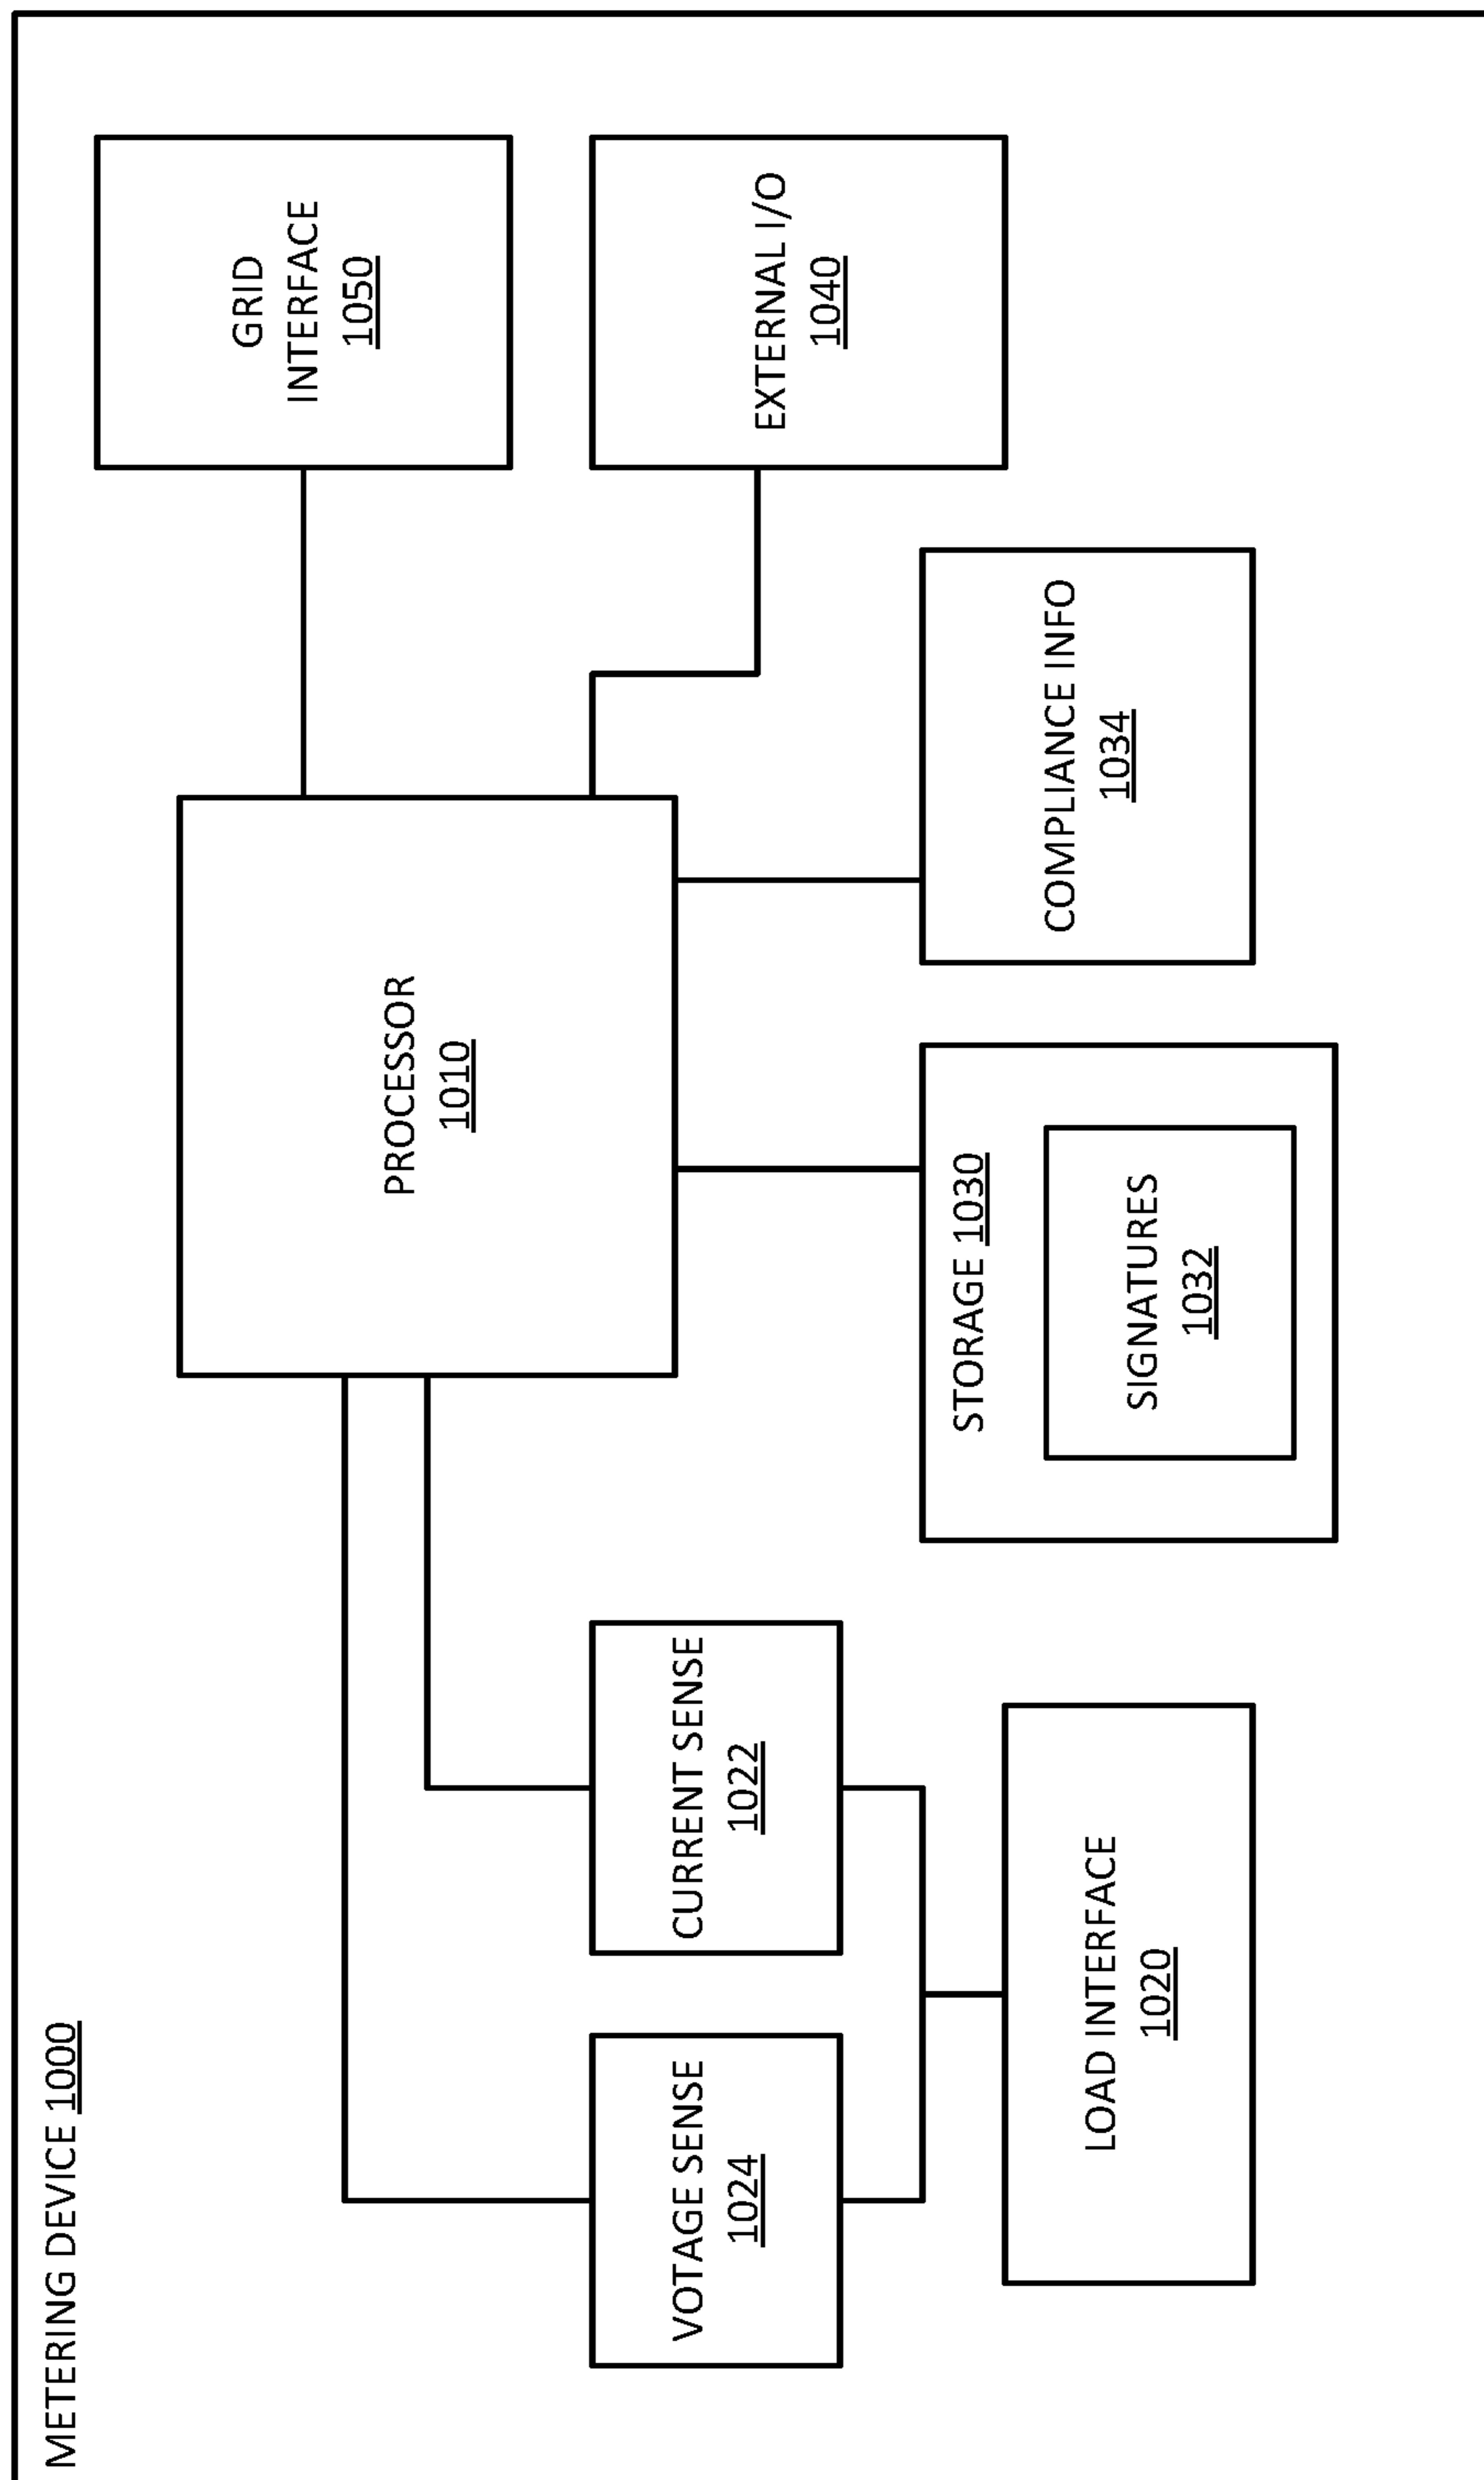 METERING DEVICE 1000
PROCESSOR
1010
GRID
INTERFACE
1050
VOTAGE SENSE
1024
CURRENT SENSE
1022
EXTERNAL I/O
1040
STORAGE 1030
SIGNATURES
1032
COMPLIANCE INFO
1034
LOAD INTERFACE
1020